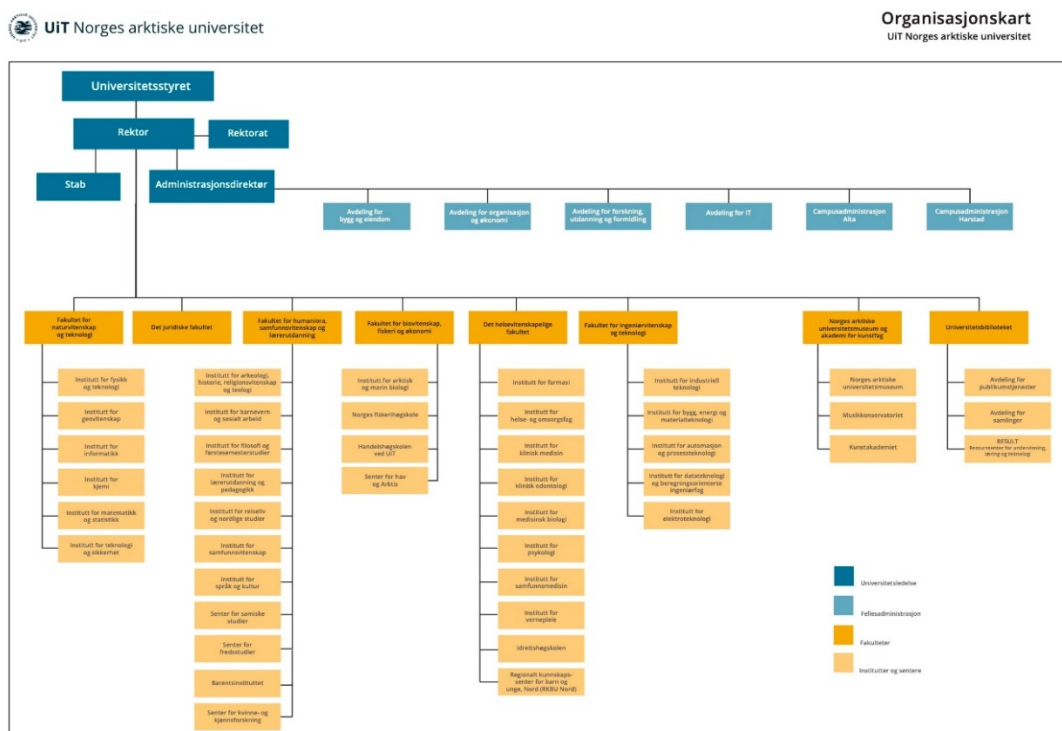 UiT Norges arktiske universitet
Organisasjonskart
UiT Norges arktiske universitet
Universitetsstyret
Rektor
Rektorat
Stab
Administrasjonsdirektør
Avdeling for
bygg og eiendom
Avdeling for organisasjon
og økonomi
Avdeling for forskning,
utdanning og formidling
Avdeling for IT
Campusadministrasjon
Alta
Campusadministrasjon
Harstad
Fakultet for
naturvitenskap
og teknologi
Det juridiske fakultet
Fakultet for humaniora,
samfunnsvitenskap og
lærerutdanning
Fakultet for biovitenskap,
fiskeri og økonomi
Det helsevitenskapelige
fakultet
Fakultet for ingeniørvitenskap
og teknologi
Norges arktiske
universitetsmuseum og
akademi for kunstfag
Universitetsbiblioteket
Institutt for fysikk
og teknologi
Institutt for
geovitenskap
Institutt for
informatikk
Institutt for
kjemi
Institutt for matematikk
og statistikk
Institutt for teknologi
og sikkerhet
Institutt for arkeologi,
historie, religionsvitenskap
og teologi
Institutt for barnevern
og sosialt arbeid
Institutt for filosofi og
førstesemesterstudier
Institutt for
lærerutdanning og
pedagogikk
Institutt for reiseliv
og nordlige studier
Institutt for
samfunnsvitenskap
Institutt for
språk og kultur
Senter for samiske
studier
Senter for
fredsstudier
Barentsinstituttet
Senter for kvinne- og
kjønnsforskning
Institutt for arktisk
og marin biologi
Norges fiskerihøgskole
Handelshøgskolen
ved UiT
Senter for hav
og Arktis
Institutt for farmasi
Institutt for
helse- og omsorgsfag
Institutt for
klinisk medisin
Institutt for
klinisk odontologi
Institutt for
medisinsk biologi
Institutt for
psykologi
Institutt for
samfunnsmedisin
Institutt for
vernepleie
Idrettshøgskolen
Regionalt kunnskaps-
senter for barn og
unge, Nord (RKBU Nord)
Institutt for industriell
teknologi
Institutt for bygg, energi og
materialteknologi
Institutt for automasjon
og prosessteknologi
Institutt for datateknologi
og beregningsorienterte
ingeniørfag
Institutt for
elektroteknologi
Norges arktiske
universitetsmuseum
Musikkonservatoriet
Kunstakademiet
Avdeling for
publikumstjenester
Avdeling for
samlinger
RESULT
Ressurssenter for undervisning,
læring og teknologi
Universitetsledelse
Fellesadministrasjon
Fakulteter
Institutter og sentere